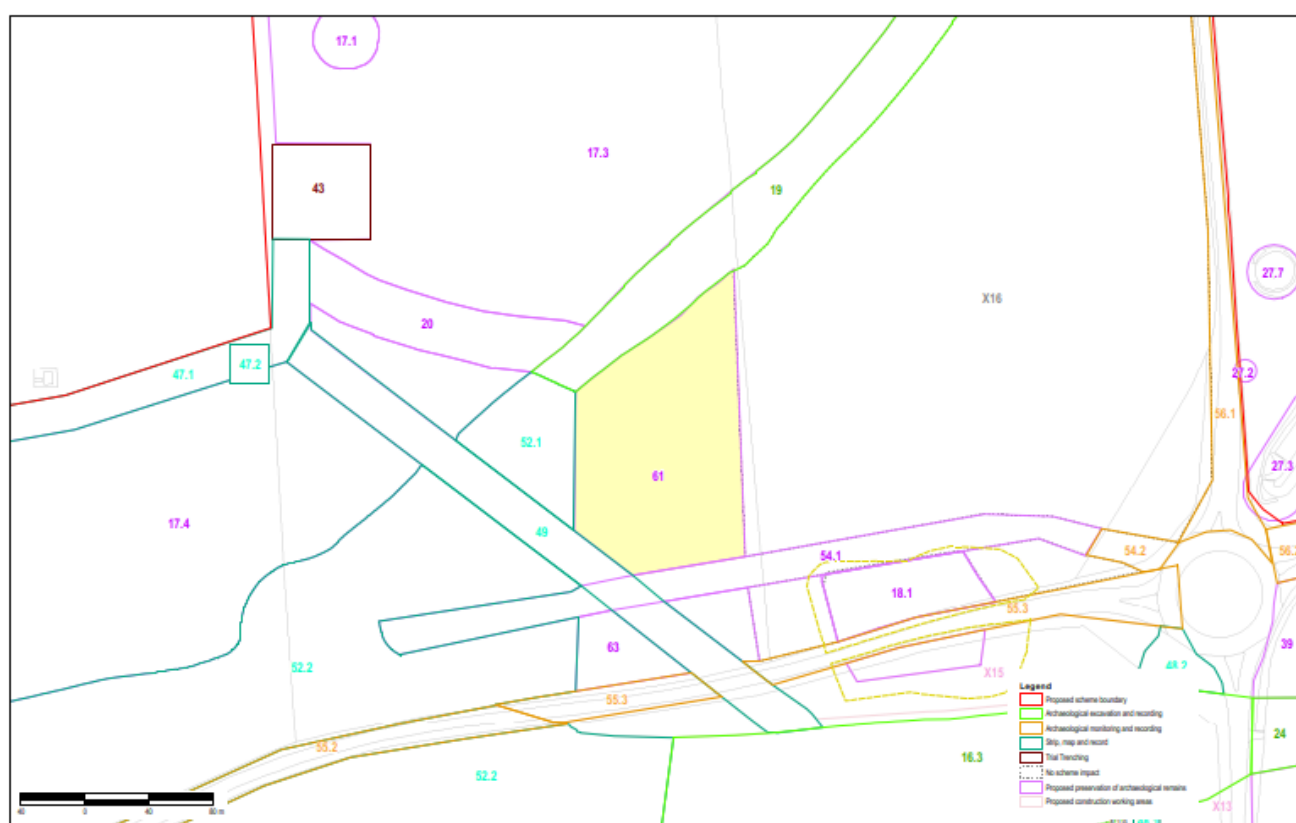 17.1
17.3
43
19
27.7
X16
20
47.2
47.1
27.2
56.1
52.1
27.3
61
17.4
49
54.1
54.2
18.1
55.3
63
39
52.2
48.2
X15
55.3
24
55.2
16.3
52.2
X13
Legend
Proposed scheme boundary
Archaeological excavation and recording
Archaeological monitoring and recording
Strip, map and record
Trial Trenching
No scheme impact
Proposed preservation of archaeological remains
Proposed construction working areas
40 0 40 80 m